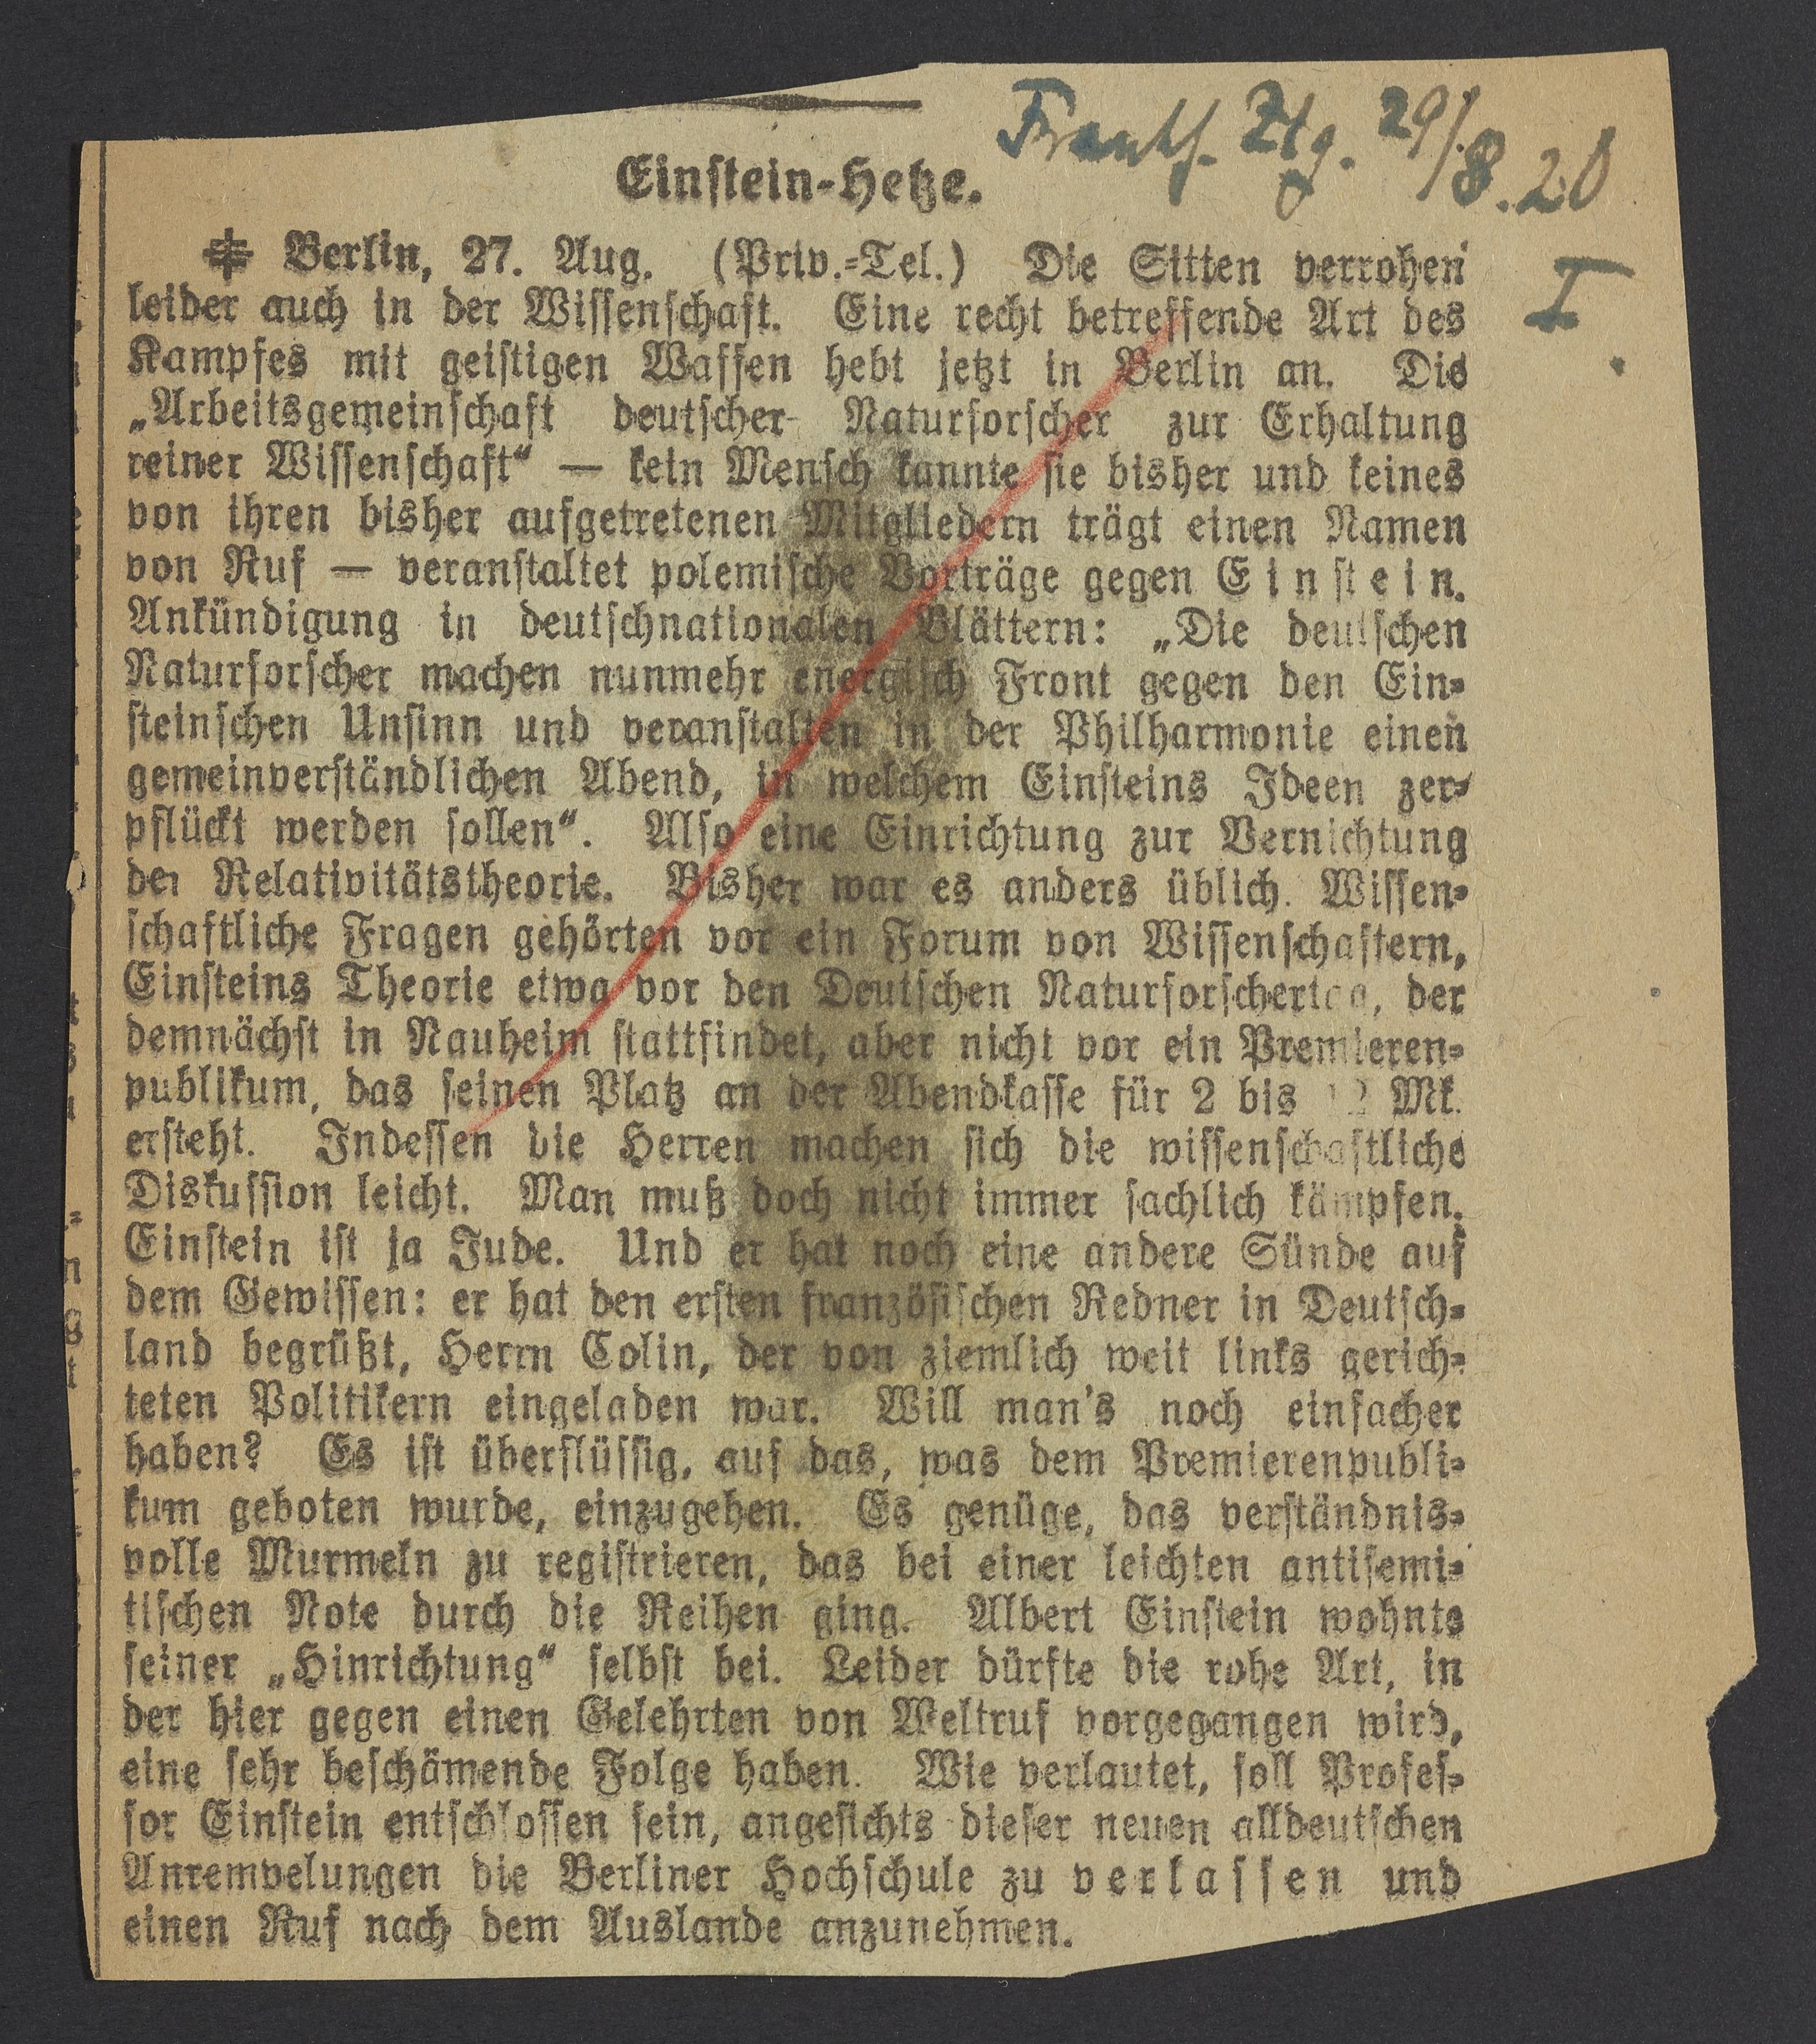 Frankf. Ztg. 29/8.20
I.
Einstein-Hetze.
Berlin, 27. Aug. (Priv.-Tel.) Die Sitten verrohen
leider auch in der Wissenschaft. Eine recht betreffende Art des
Kampfes mit geistigen Waffen hebt jetzt in Berlin an. Die
„Arbeitsgemeinschaft deutscher Naturforscher zur Erhaltung
reiner Wissenschaft“ — kein Mensch kannte sie bisher und keines
von ihren bisher aufgetretenen Mitgliedern trägt einen Namen
von Ruf — veranstaltet polemische Vorträge gegen Einstein.
Ankündigung in deutschnationalen Blättern: „Die deutschen
Naturforscher machen nunmehr energisch Front gegen den Ein-
steinschen Unsinn und veranstalten in der Philharmonie einen
gemeinverständlichen Abend, in welchem Einsteins Ideen zer-
pflückt werden sollen“. Also eine Einrichtung zur Vernichtung
der Relativitätstheorie. Bisher war es anders üblich. Wissen-
schaftliche Fragen gehörten vor ein Forum von Wissenschaftern,
Einsteins Theorie etwa vor den Deutschen Naturforschertag, der
demnächst in Nauheim stattfindet, aber nicht vor ein Premieren-
publikum, das seinen Platz an der Abendkasse für 2 bis Mk.
ersteht. Indessen die Herren machen sich die wissenschaftliche
Diskussion leicht. Man muß doch nicht immer sachlich kämpfen.
Einstein ist ja Jude. Und er hat noch eine andere Sünde auf
dem Gewissen: er hat den ersten französischen Redner in Deutsch-
land begrüßt, Herrn Colin, der von ziemlich weit links gerich-
teten Politikern eingeladen war. Will man's noch einfacher
haben? Es ist überflüssig, auf das, was dem Premierenpubli-
kum geboten wurde, einzugehen. Es genüge, das verständnis-
volle Murmeln zu registrieren, das bei einer leichten antisemi-
tischen Note durch die Reihen ging. Albert Einstein wohnte
seiner „Hinrichtung“ selbst bei. Leider dürfte die rohe Art, in
der hier gegen einen Gelehrten von Weltruf vorgegangen wird,
eine sehr beschämende Folge haben. Wie verlautet, soll Profes-
sor Einstein entschlossen sein, angesichts dieser neuen alldeutschen
Anrempelungen die Berliner Hochschule zu verlassen und
einen Ruf nach dem Auslande anzunehmen.